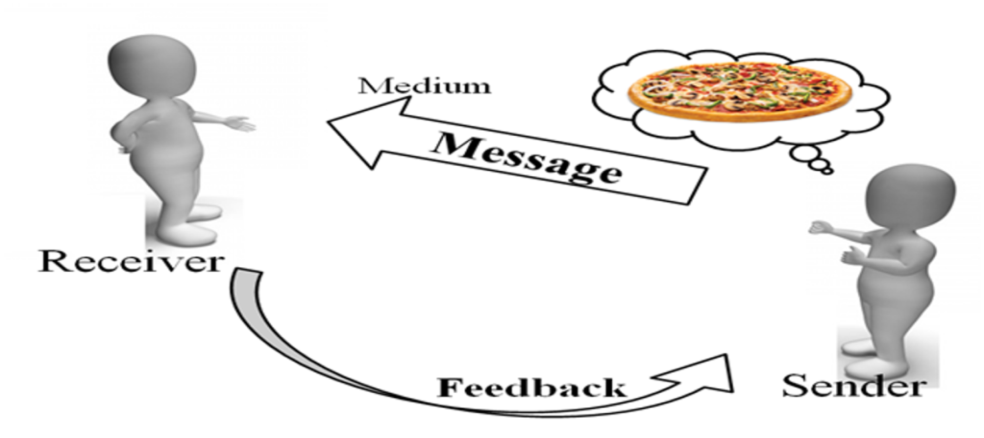 Medium
Message
Receiver
Feedback
Sender